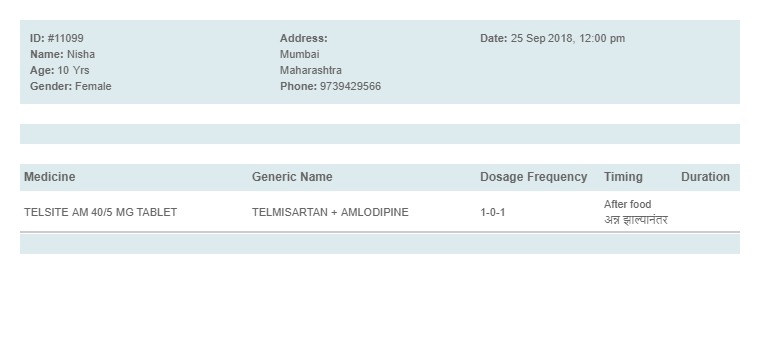 ID: #11099
Name: Nisha
Age: 10 Yrs
Gender: Female
Address:
Mumbai
Maharashtra
Phone: 9739429566
Date: 25 Sep 2018, 12:00 pm
Medicine Generic Name Dosage Frequency Timing Duration
TELSITE AM 40/5 MG TABLET TELMISARTAN + AMLODIPINE 1-0-1 After food
अन्न झाल्यानंतर